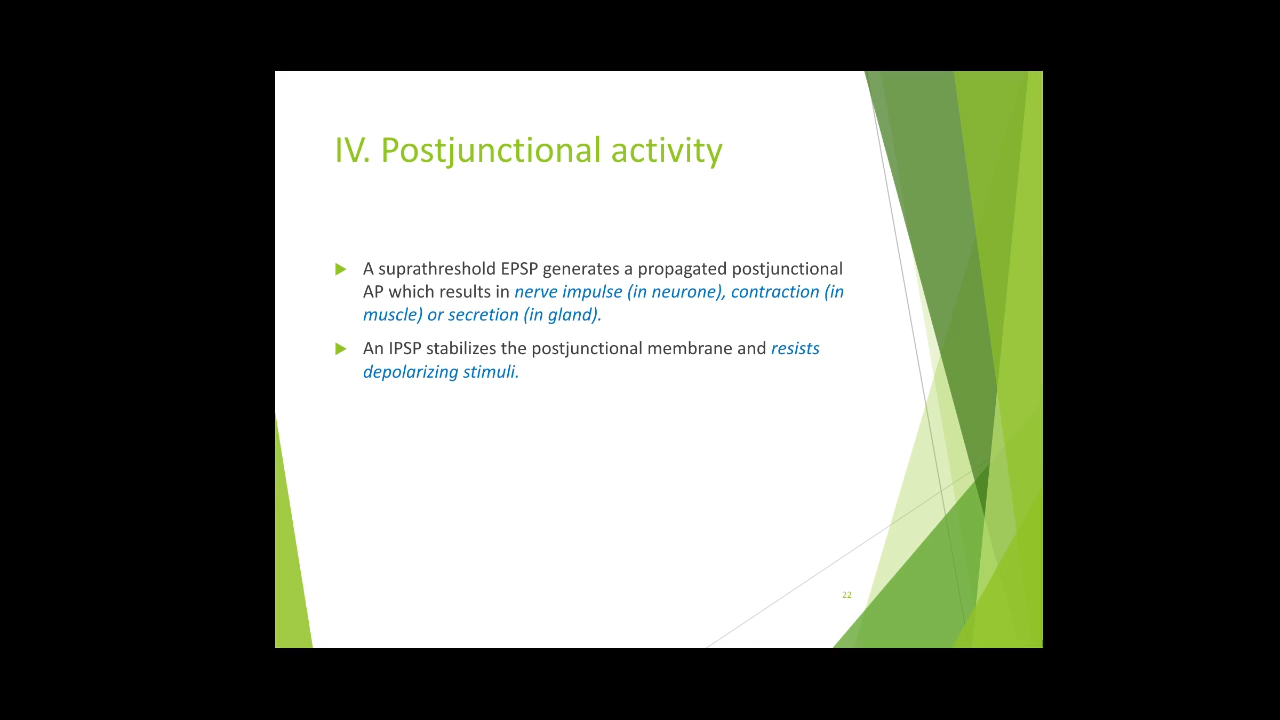 IV. Postjunctional activity
A suprathreshold EPSP generates a propagated postjunctional
AP which results in nerve impulse (in neurone), contraction (in
muscle) or secretion (in gland).
An IPSP stabilizes the postjunctional membrane and resists
depolarizing stimuli.
22